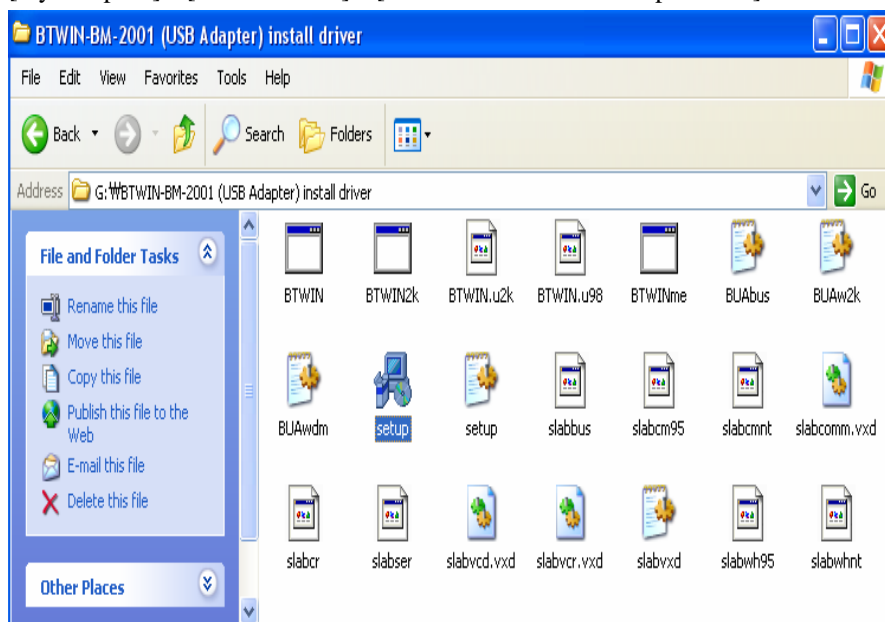 BTWIN-BM-2001 (USB Adapter) install driver
File Edit View Favorites Tools Help
Back Search Folders
Address G:₩BTWIN-BM-2001 (USB Adapter) install driver Go
File and Folder Tasks
Rename this file
Move this file
Copy this file
Publish this file to the
Web
E-mail this file
Delete this file
Other Places
BTWIN BTWIN2k BTWIN.u2k BTWIN.u98 BTWINme BUAbus BUAw2k
BUAwdm setup setup slabbus slabcm95 slabcmnt slabcomm.vxd
slabcr slabser slabvcd.vxd slabvcr.vxd slabvxd slabwh95 slabwhnt